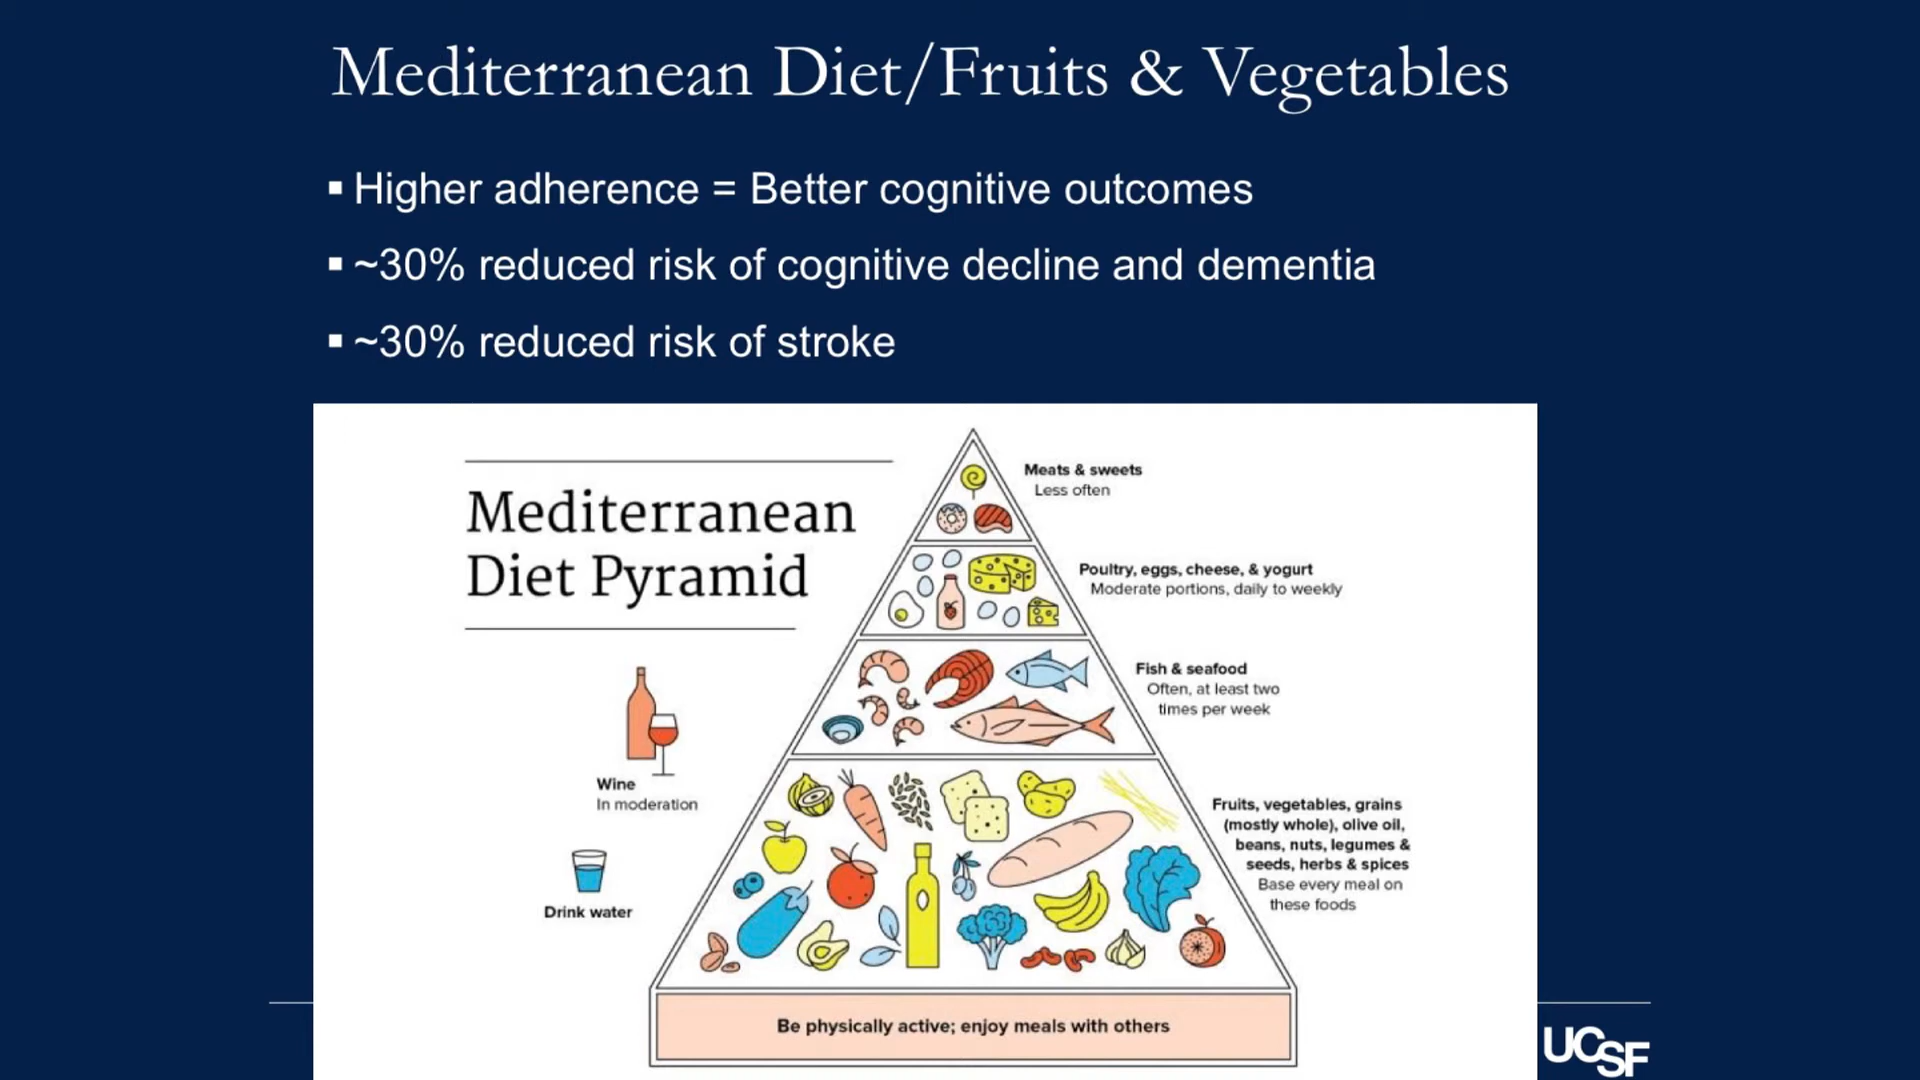 Mediterranean Diet/Fruits & Vegetables
▪ Higher adherence = Better cognitive outcomes
▪ ~30% reduced risk of cognitive decline and dementia
▪ ~30% reduced risk of stroke
Mediterranean
Diet Pyramid
Meats & sweets
Less often
Poultry, eggs, cheese, & yogurt
Moderate portions, daily to weekly
Fish & seafood
Often, at least two
times per week
Wine
In moderation
Drink water
Fruits, vegetables, grains
(mostly whole), olive oil,
beans, nuts, legumes &
seeds, herbs & spices
Base every meal on
these foods
Be physically active; enjoy meals with others
UCSF